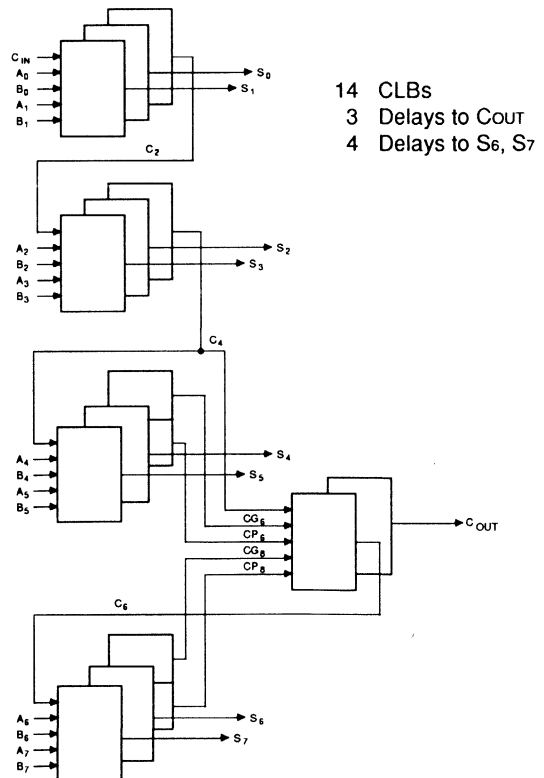 C IN
A0
B0
A1
B1
S0
S1
14 CLBs
3 Delays to COUT
4 Delays to S6, S7
C2
A2
B2
A3
B3
S2
S3
C4
A4
B4
A5
B5
S4
S5
CG6
CP6
CG8
CP8
COUT
C6
A6
B6
A7
B7
S6
S7